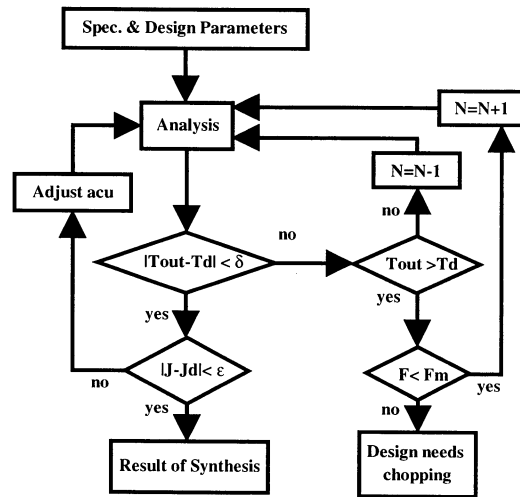 Spec. & Design Parameters
Analysis
N=N+1
N=N-1
Adjust acu
no
no
|Tout-Td| < δ
Tout >Td
yes
yes
|J-Jd|< ε
F< Fm
no
yes
yes
no
Result of Synthesis
Design needs
chopping